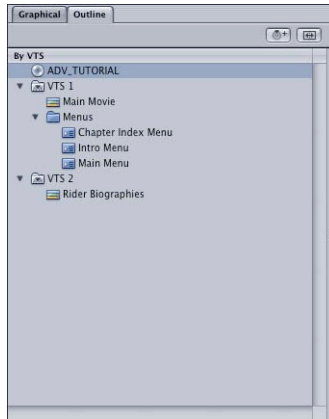 Graphical Outline
By VTS
ADV_TUTORIAL
VTS 1
Main Movie
Menus
Chapter Index Menu
Intro Menu
Main Menu
VTS 2
Rider Biographies